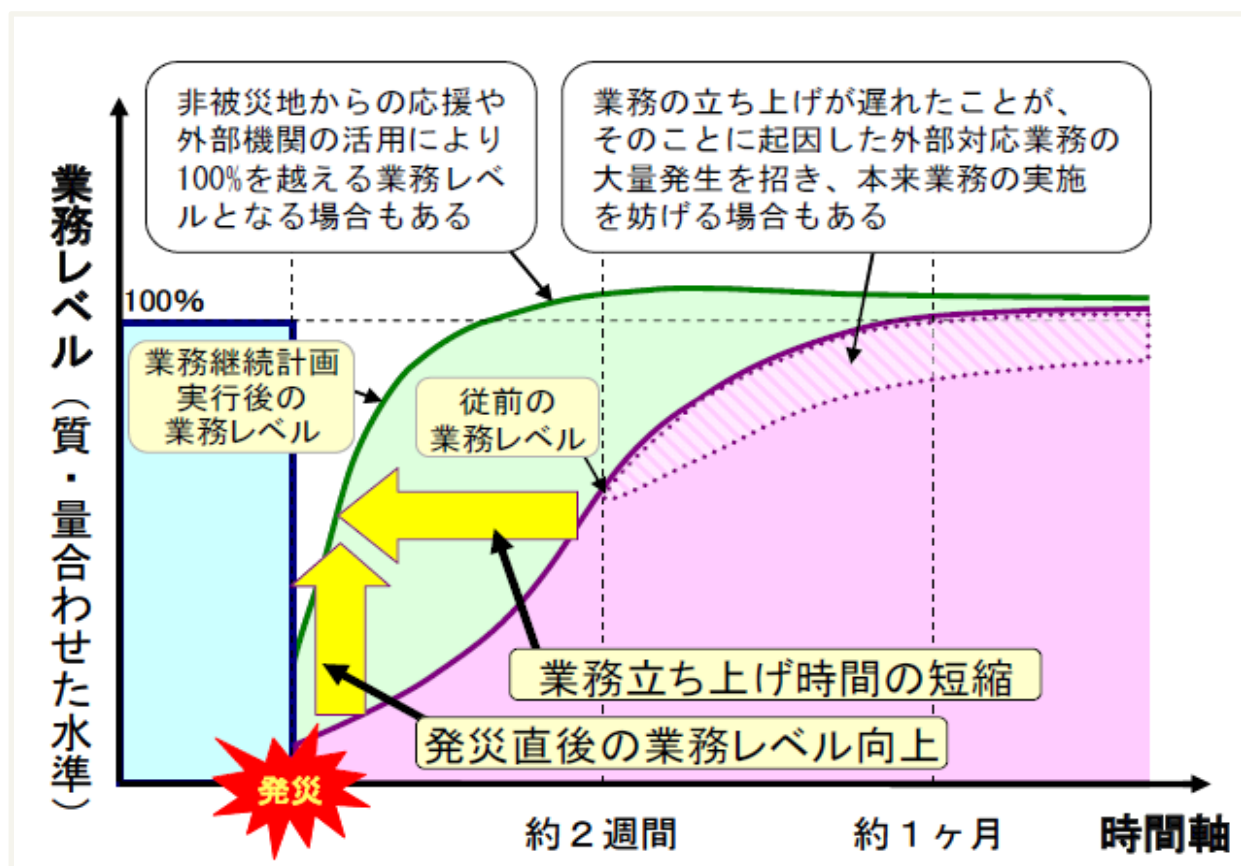 非被災地からの応援や
外部機関の活用により
100%を越える業務レベ
ルとなる場合もある
業務の立ち上げが遅れたことが、
そのことに起因した外部対応業務の
大量発生を招き、本来業務の実施
を妨げる場合もある
業務レベル（質・量合わせた水準）
100%
業務継続計画
実行後の
業務レベル
従前の
業務レベル
業務立ち上げ時間の短縮
発災直後の業務レベル向上
発災
約２週間
約１ヶ月
時間軸